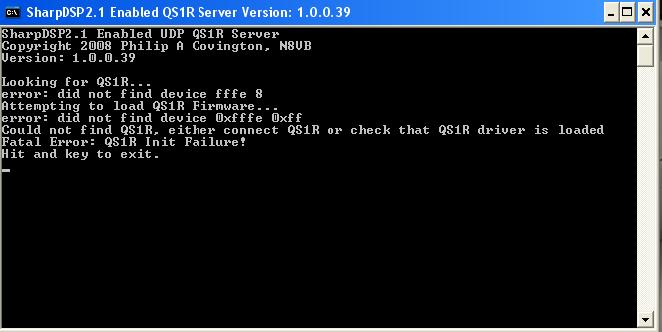 SharpDSP2.1 Enabled QS1R Server Version: 1.0.0.39
SharpDSP2.1 Enabled UDP QS1R Server
Copyright 2008 Philip A Covington, N8VB
Version: 1.0.0.39
Looking for QS1R...
error: did not find device fffe 8
Attempting to load QS1R Firmware...
error: did not find device 0xfffe 0xff
Could not find QS1R, either connect QS1R or check that QS1R driver is loaded
Fatal Error: QS1R Init Failure!
Hit and key to exit.